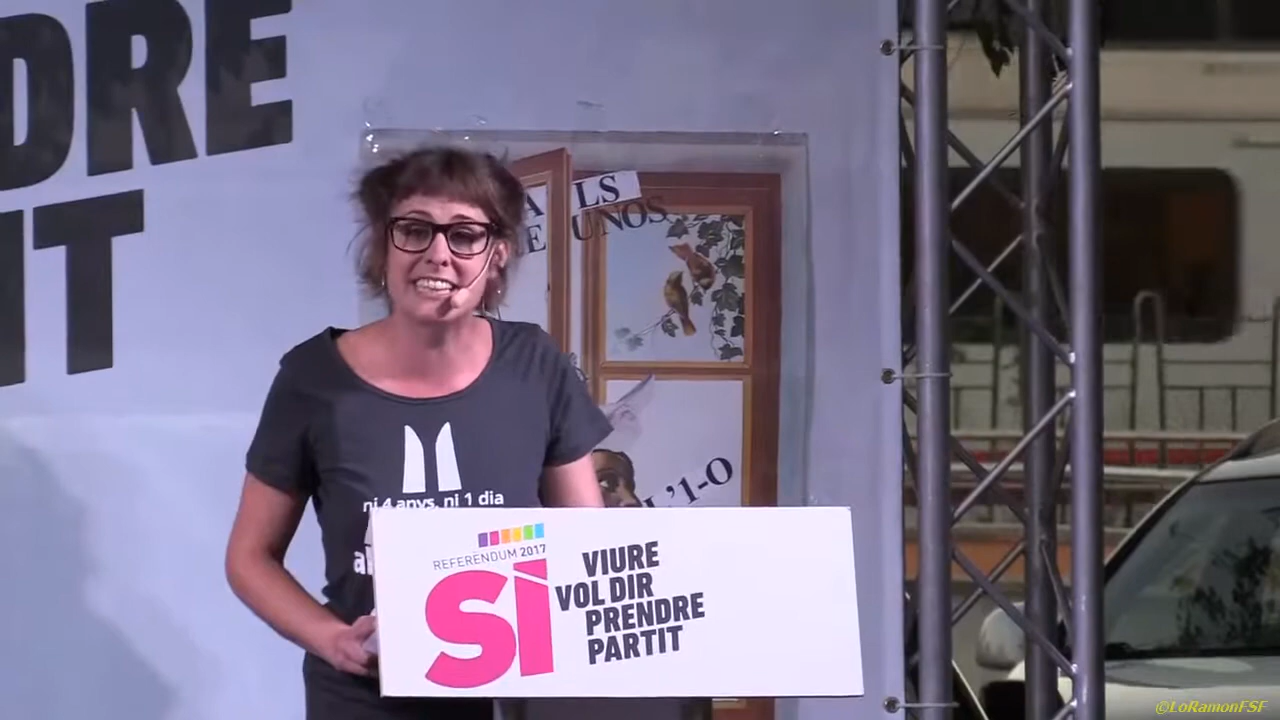 DRE
IT
A LS
E UNOS
L'1-O
ni 4 anys, ni 1 dia
REFERÈNDUM 2017
SÍ
VIURE
VOL DIR
PRENDRE
PARTIT
©LoRamonFSF